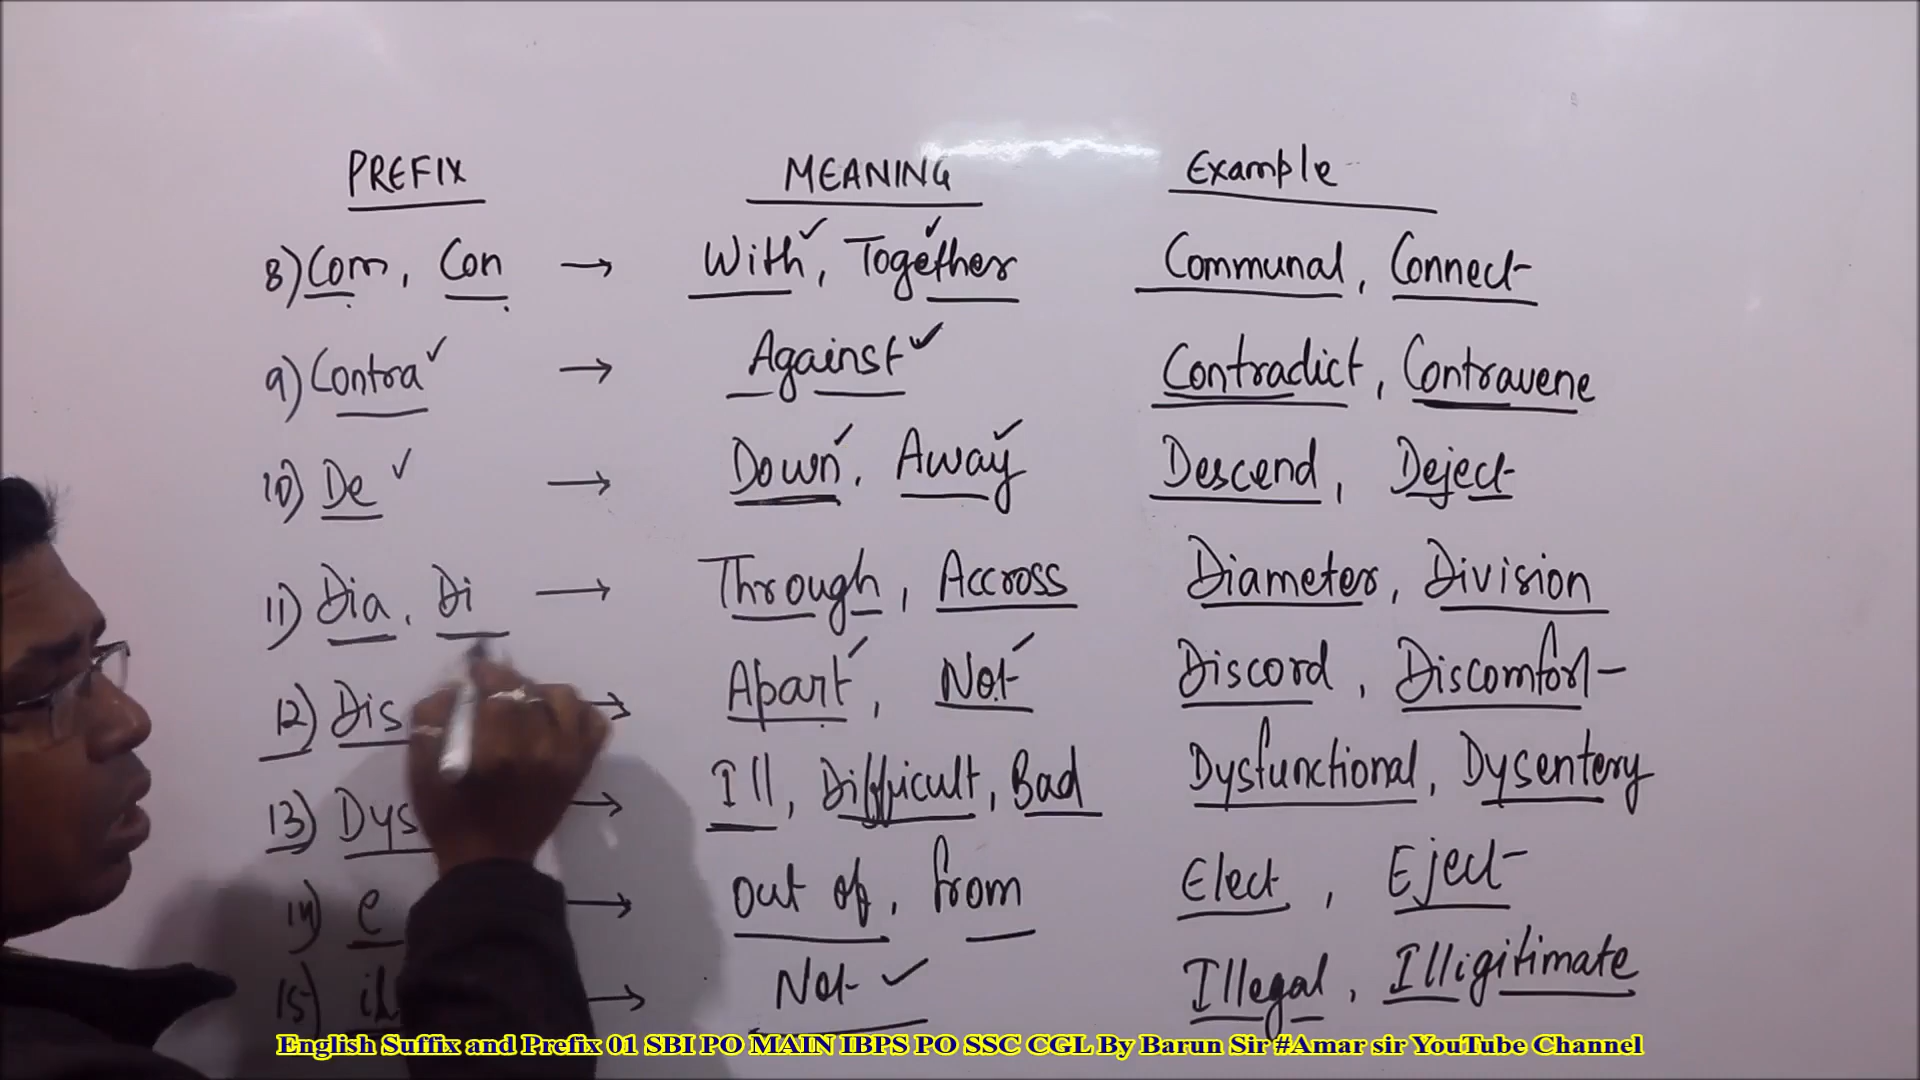 PREFIX MEANING Example
8) Com, Con → With, Together Communal, Connect
9) Contra → Against Contradict, Contravene
10) De → Down, Away Descend, Deject
11) Dia, Di → Through, Accross Diameter, Division
12) Dis → Apart, Not Discord, Discomfort
13) Dys → Ill, Difficult, Bad Dysfunctional, Dysentery
14) e → out of, from Elect, Eject
15) → Not Illegal, Illigitimate
English Suffix and Prefix 01 SBI PO MAIN IBPS PO SSC CGL By Barun Sir #Amar sir YouTube Channel